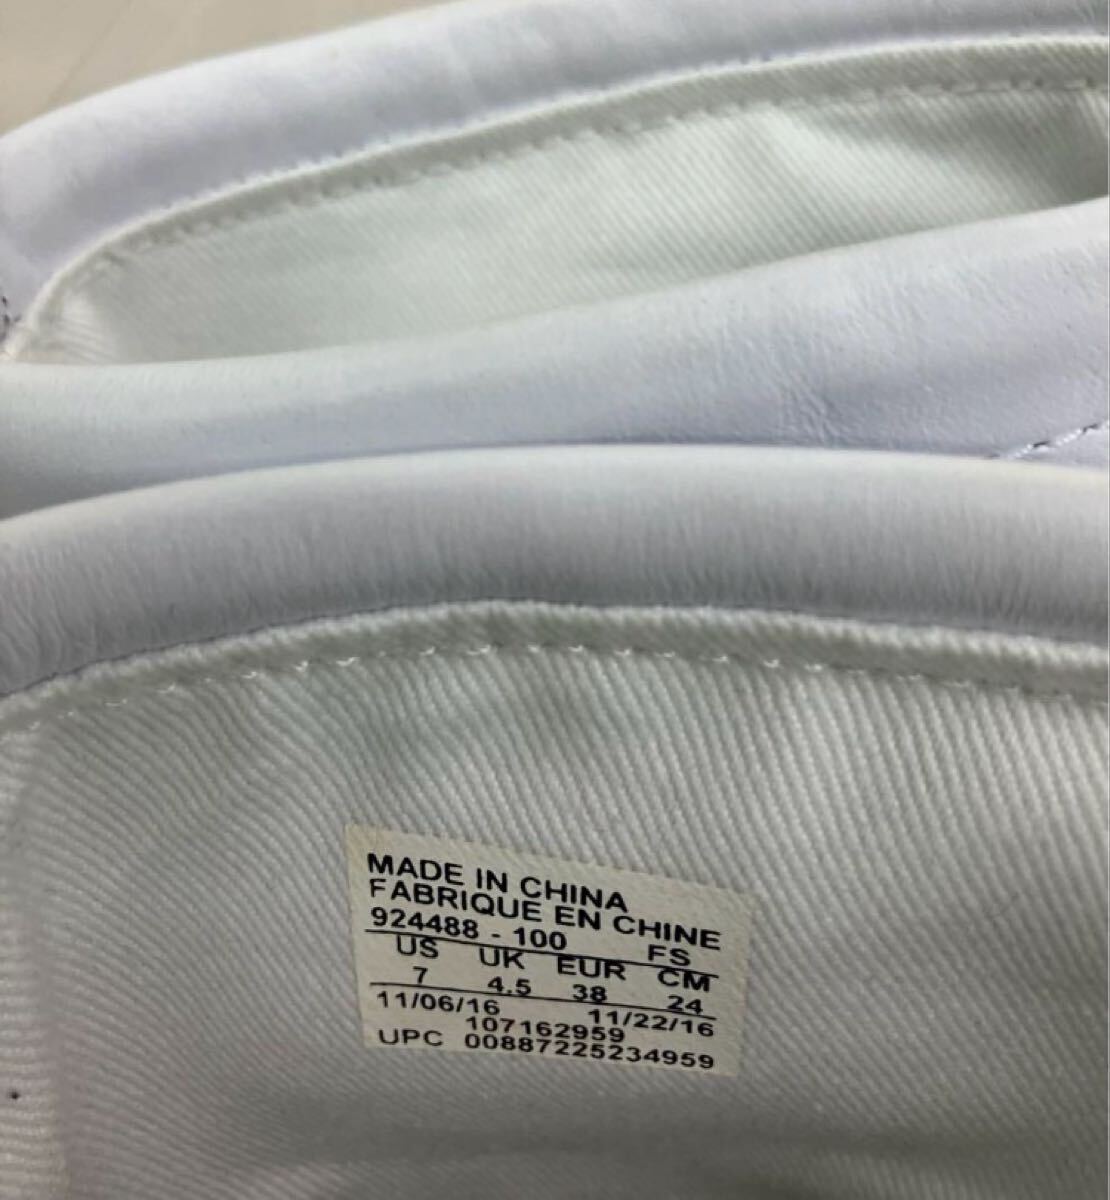 MADE IN CHINA
FABRIQUE EN CHINE
924488 - 100 FS
US UK EUR CM
7 4.5 38 24
11/06/16 11/22/16
107162959
UPC 00887225234959